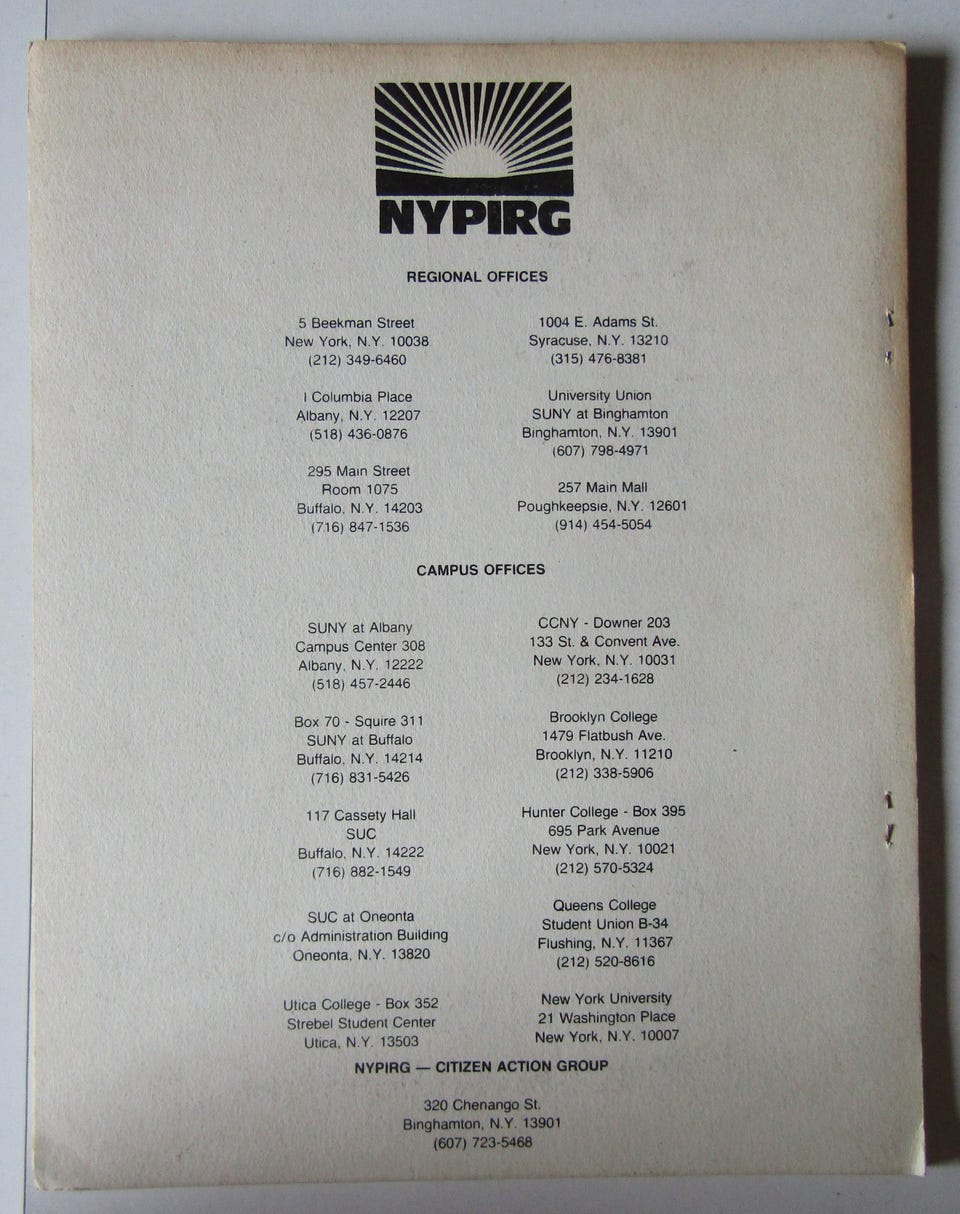 NYPIRG
REGIONAL OFFICES
5 Beekman Street
New York, N.Y. 10038
(212) 349-6460
I Columbia Place
Albany, N.Y. 12207
(518) 436-0876
295 Main Street
Room 1075
Buffalo, N.Y. 14203
(716) 847-1536
1004 E. Adams St.
Syracuse, N.Y. 13210
(315) 476-8381
University Union
SUNY at Binghamton
Binghamton, N.Y. 13901
(607) 798-4971
257 Main Mall
Poughkeepsie, N.Y. 12601
(914) 454-5054
CAMPUS OFFICES
SUNY at Albany
Campus Center 308
Albany, N.Y. 12222
(518) 457-2446
Box 70 - Squire 311
SUNY at Buffalo
Buffalo, N.Y. 14214
(716) 831-5426
117 Cassety Hall
SUC
Buffalo, N.Y. 14222
(716) 882-1549
SUC at Oneonta
c/o Administration Building
Oneonta, N.Y. 13820
Utica College - Box 352
Strebel Student Center
Utica, N.Y. 13503
CCNY - Downer 203
133 St. & Convent Ave.
New York, N.Y. 10031
(212) 234-1628
Brooklyn College
1479 Flatbush Ave.
Brooklyn, N.Y. 11210
(212) 338-5906
Hunter College - Box 395
695 Park Avenue
New York, N.Y. 10021
(212) 570-5324
Queens College
Student Union B-34
Flushing, N.Y. 11367
(212) 520-8616
New York University
21 Washington Place
New York, N.Y. 10007
NYPIRG — CITIZEN ACTION GROUP
320 Chenango St.
Binghamton, N.Y. 13901
(607) 723-5468